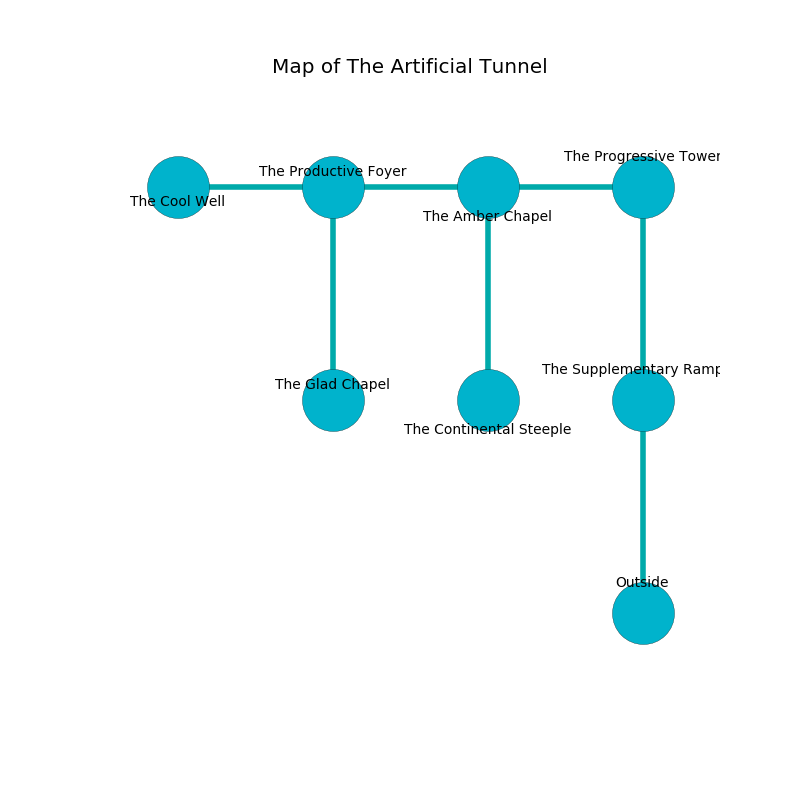 Map of The Artificial Tunnel
The Progressive Tower
The Productive Foyer
The Cool Well
The Amber Chapel
The Supplementary Ramp
The Glad Chapel
The Continental Steeple
Outside